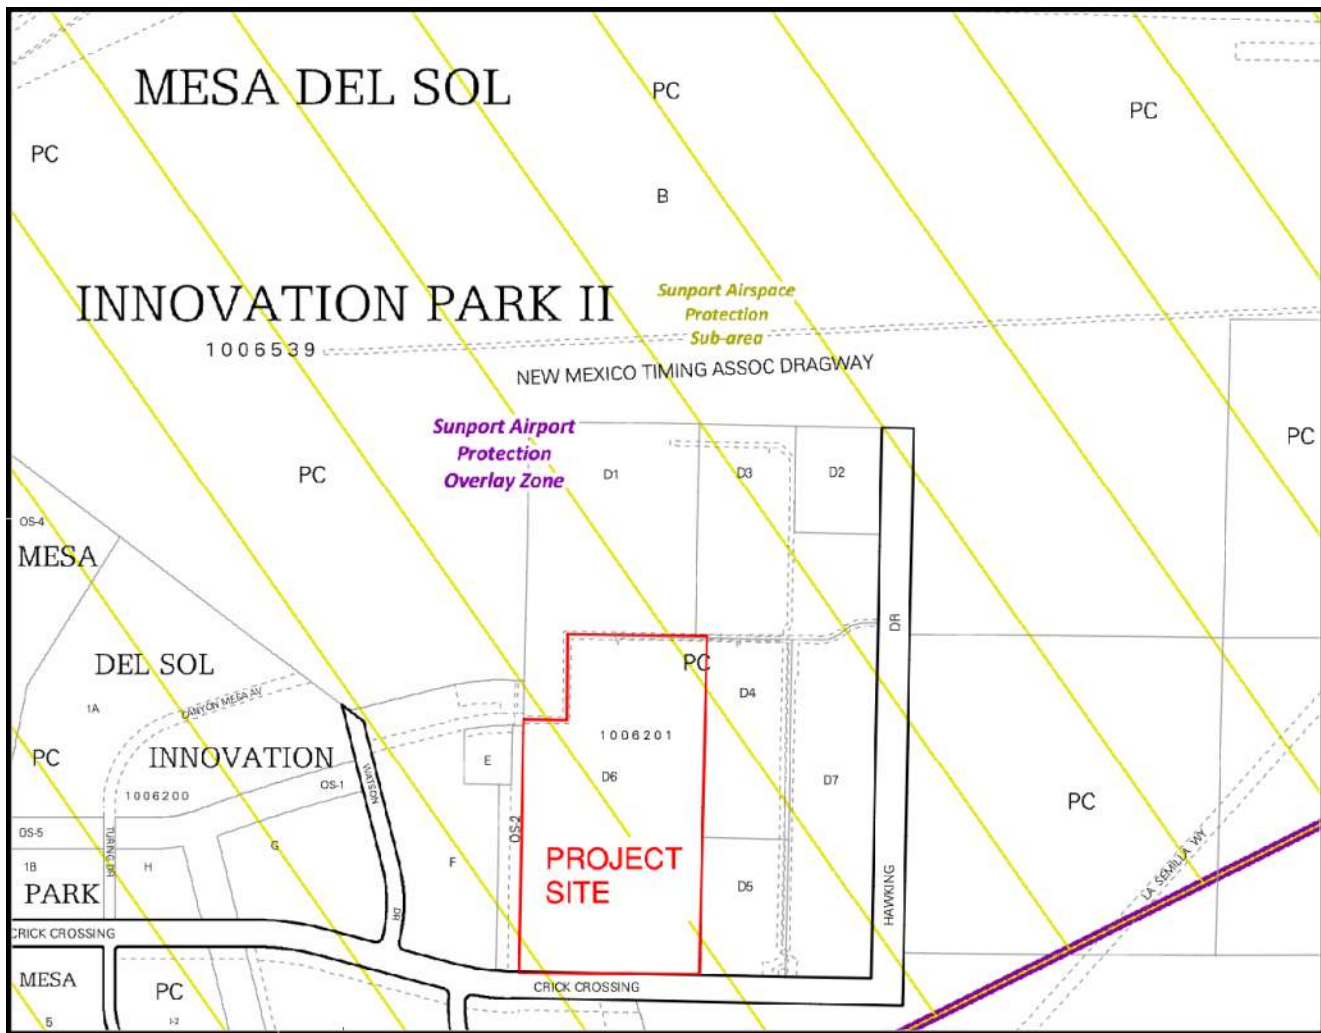 MESA DEL SOL
PC
PC
PC
B
INNOVATION PARK II
Sunport Airspace
Protection
Sub-area
1006539
NEW MEXICO TIMING ASSOC DRAGWAY
Sunport Airport
Protection
Overlay Zone
PC
PC
D1
D3
D2
OS-4
MESA
DR
DEL SOL
PC
D4
1A
CANYON MESA AV
1006201
PC
INNOVATION
E
D6
D7
OS-1
WATSON
1006200
PC
OS-5
TURING DR
OS-2
G
F
1B
H
PROJECT
SITE
D5
LA SEMILLA WY
PARK
DR
HAWKING
CRICK CROSSING
MESA
PC
CRICK CROSSING
5
I-2